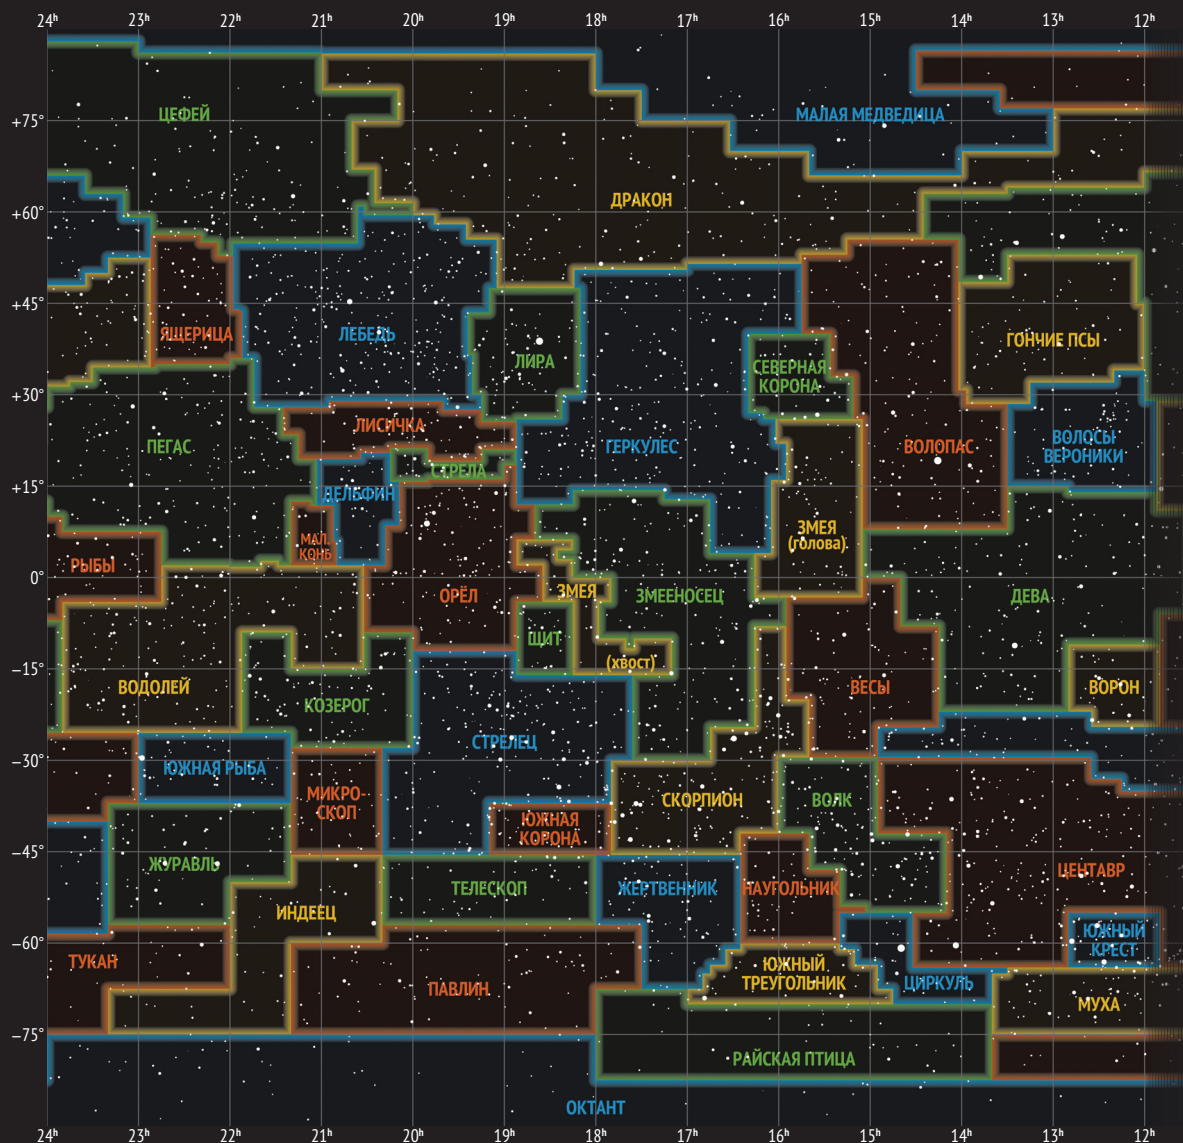 24h 23h 22h 21h 20h 19h 18h 17h 16h 15h 14h 13h 12h
ЦЕФЕЙ
МАЛАЯ МЕДВЕДИЦА
+75°
ДРАКОН
+60°
+45°
ЯЩЕРИЦА
ЛЕБЕДЬ
ЛИРА
ГОНЧИЕ ПСЫ
СЕВЕРНАЯ
КОРОНА
+30°
ЛИСИЧКА
ПЕГАС
ГЕРКУЛЕС
ВОЛОПАС
ВОЛОСЫ
ВЕРОНИКИ
СТРЕЛА
+15°
ДЕЛЬФИН
ЗМЕЯ
(голова)
МАЛ.
КОНЬ
РЫБЫ
0°
ОРЁЛ
ЗМЕЯ
ЗМЕЕНОСЕЦ
ДЕВА
ЩИТ
(хвост)
−15°
ВОДОЛЕЙ
КОЗЕРОГ
ВЕСЫ
ВОРОН
СТРЕЛЕЦ
−30°
ЮЖНАЯ РЫБА
МИКРО-
СКОП
СКОРПИОН
ВОЛК
ЮЖНАЯ
КОРОНА
−45°
ЖУРАВЛЬ
ТЕЛЕСКОП
ЖЕРТВЕННИК
НАУГОЛЬНИК
ЦЕНТАВР
ИНДЕЕЦ
ЮЖНЫЙ
КРЕСТ
−60°
ТУКАН
ЮЖНЫЙ
ТРЕУГОЛЬНИК
ПАВЛИН
ЦИРКУЛЬ
МУХА
−75°
РАЙСКАЯ ПТИЦА
ОКТАНТ
24h 23h 22h 21h 20h 19h 18h 17h 16h 15h 14h 13h 12h